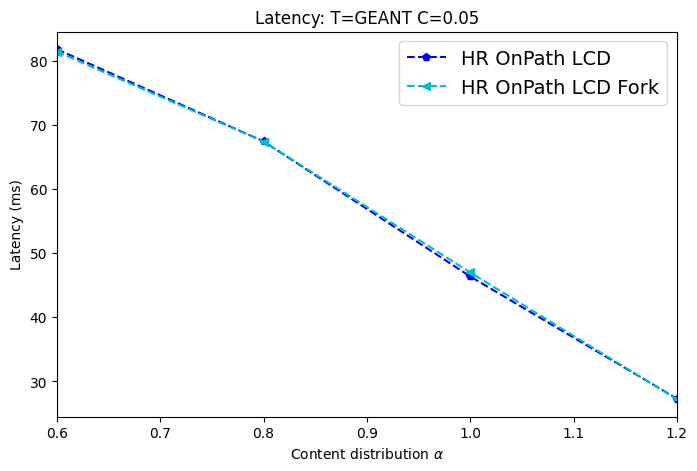 Latency: T=GEANT C=0.05
HR OnPath LCD
HR OnPath LCD Fork
Latency (ms)
80
70
60
50
40
30
0.6 0.7 0.8 0.9 1.0 1.1 1.2
Content distribution α